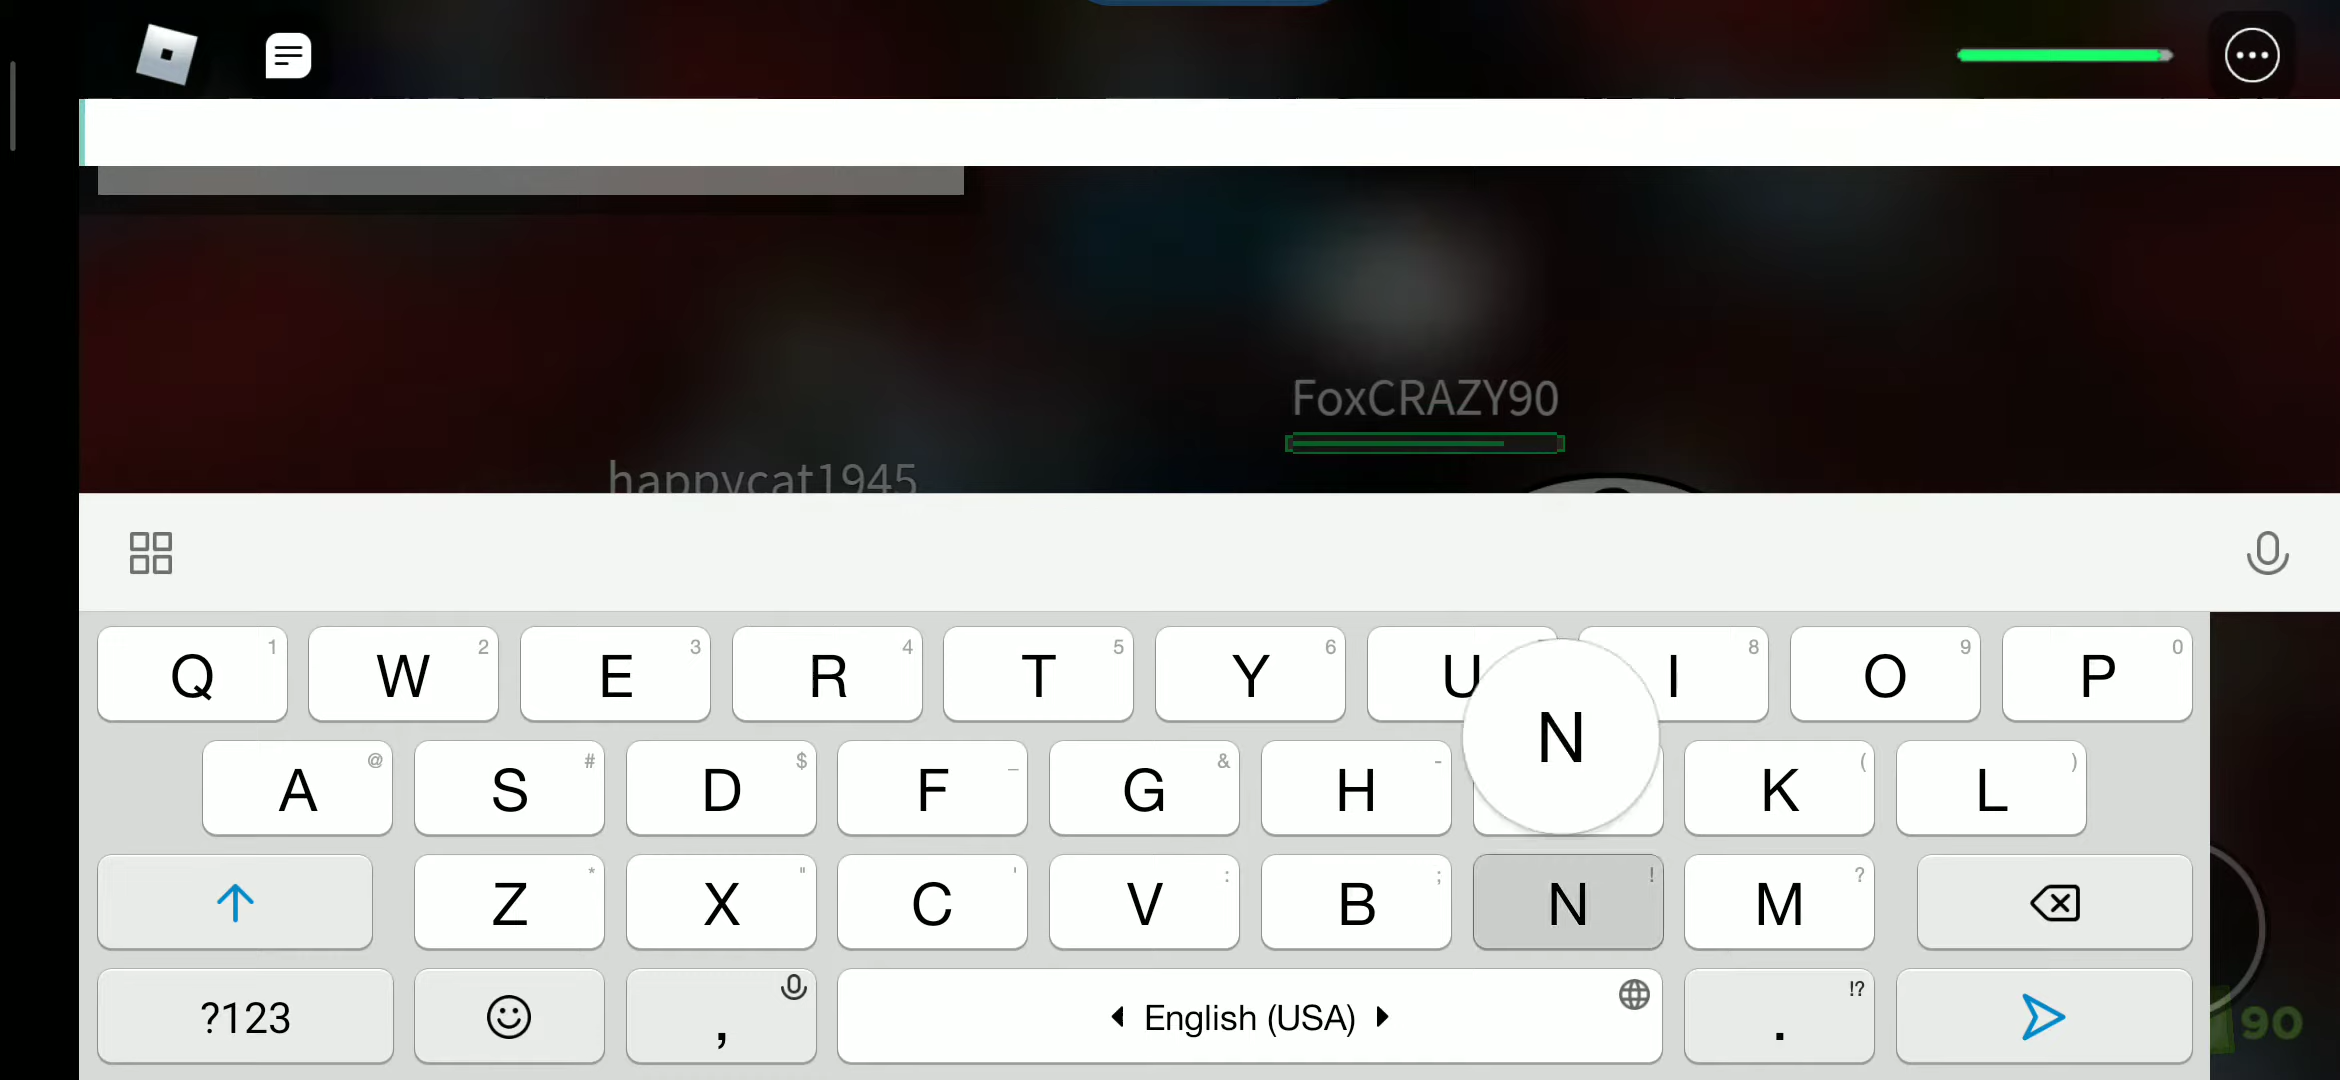 FoxCRAZY90
happycat1945
Q 1 W 2 E 3 R 4 T 5 Y 6 U I 8 O 9 P 0
N
A @ S # D $ F _ G & H - K ( L )
Z * X " C ' V : B ; N ! M ?
?123 , English (USA) . !?
90